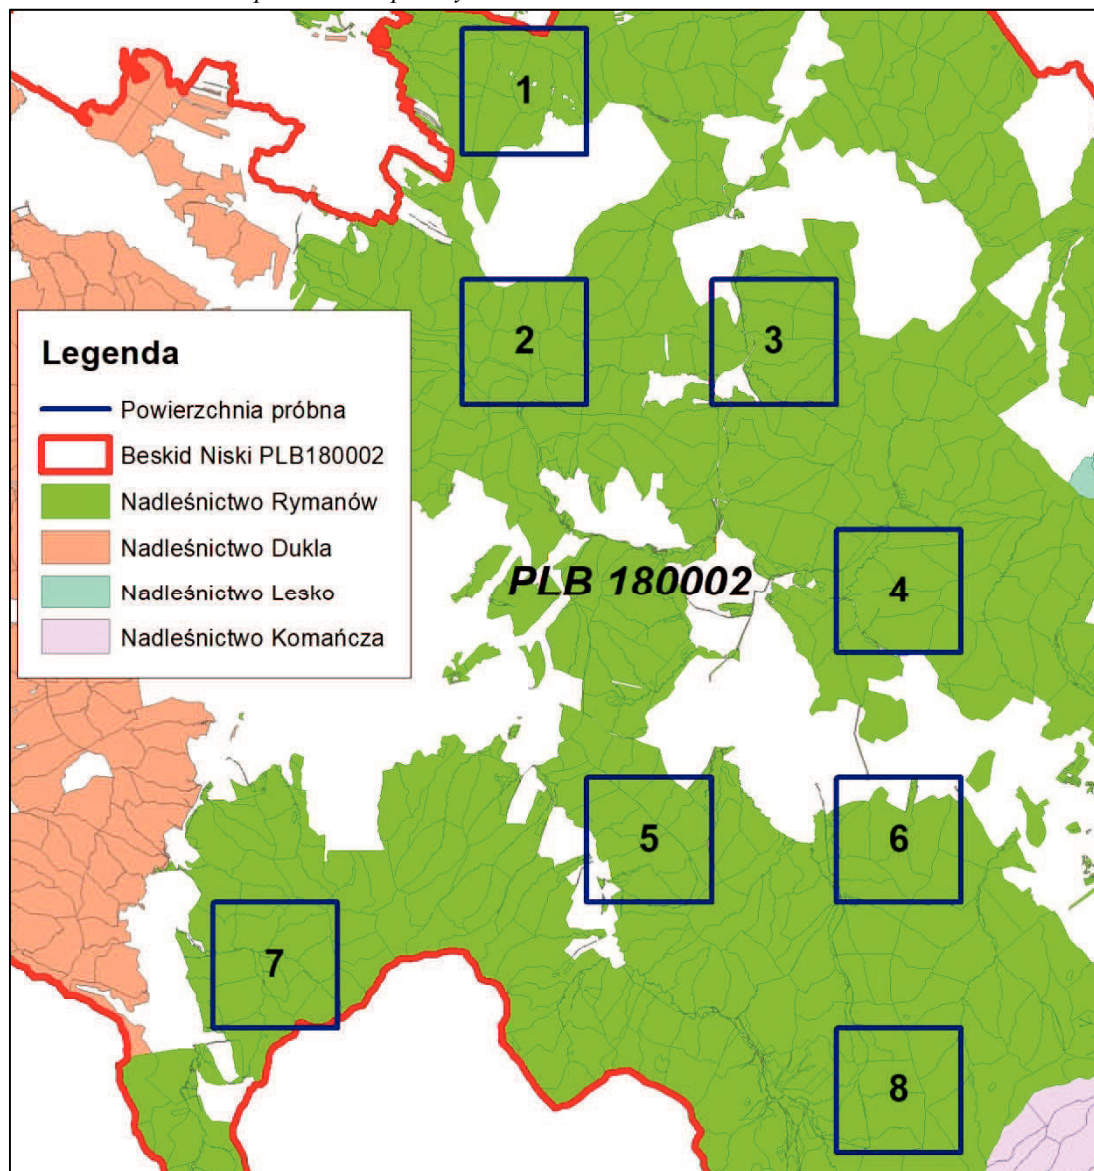 1
2
3
Legenda
Powierzchnia próbna
Beskid Niski PLB180002
Nadleśnictwo Rymanów
Nadleśnictwo Dukla
Nadleśnictwo Lesko
Nadleśnictwo Komańcza
PLB 180002
4
5
6
7
8